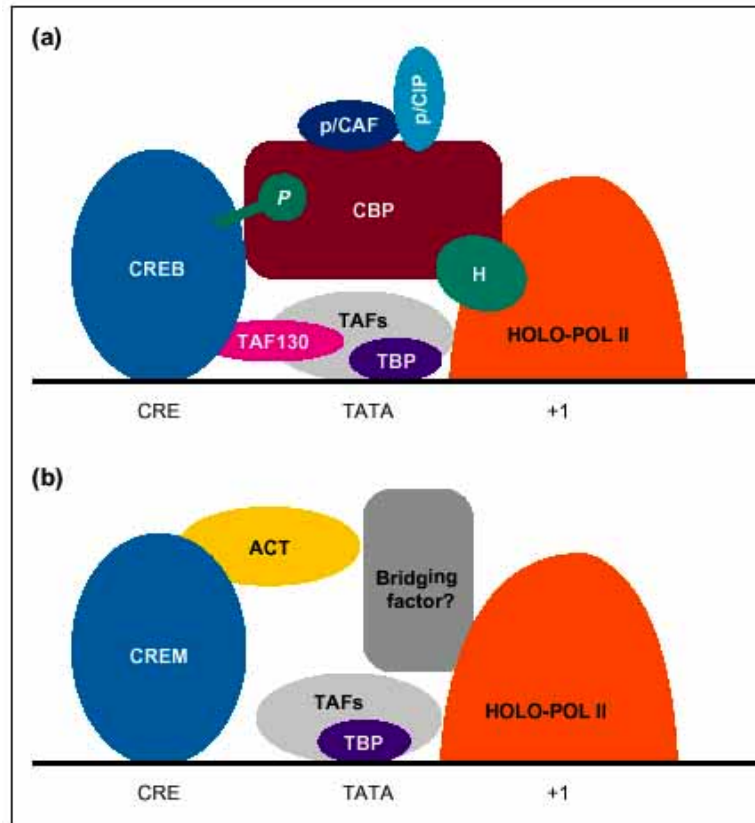 (a)
p/CIP
p/CAF
P
CBP
CREB
H
TAFs
HOLO-POL II
TAF130
TBP
CRE TATA +1
(b)
ACT
Bridging
factor?
CREM
TAFs
HOLO-POL II
TBP
CRE TATA +1